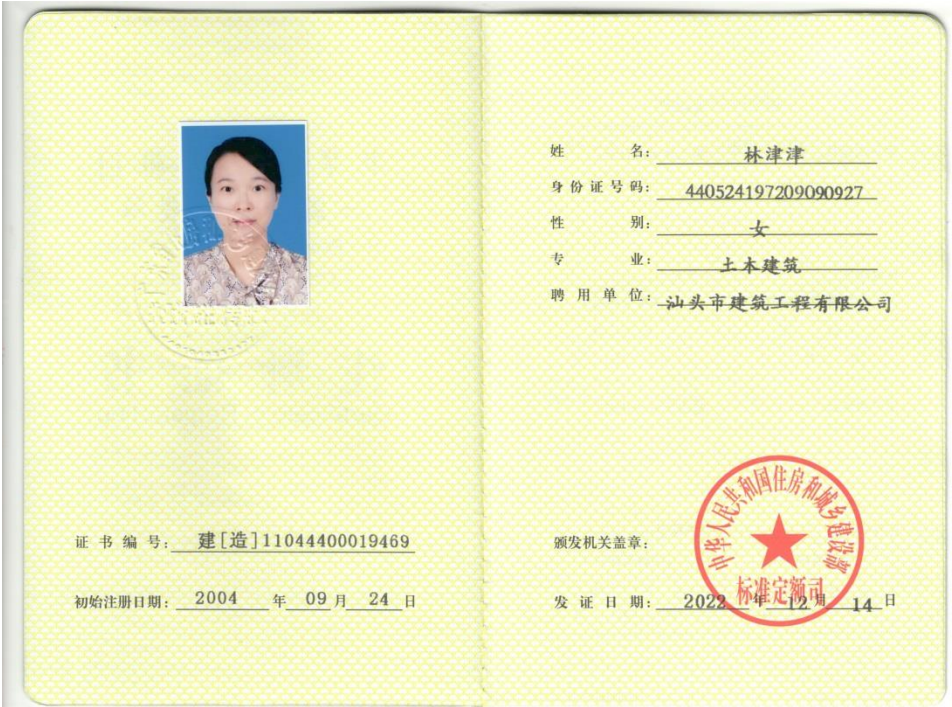 证 书 编 号: 建[造]11044400019469
初始注册日期: 2004 年 09 月 24 日
姓 名: 林津津
身份证号码: 440524197209090927
性 别: 女
专 业: 土木建筑
聘用单位: 汕头市建筑工程有限公司
中华人民共和国住房和城乡建设部
标准定额司
颁发机关盖章:
发 证 日 期: 2022 年 12 月 14 日